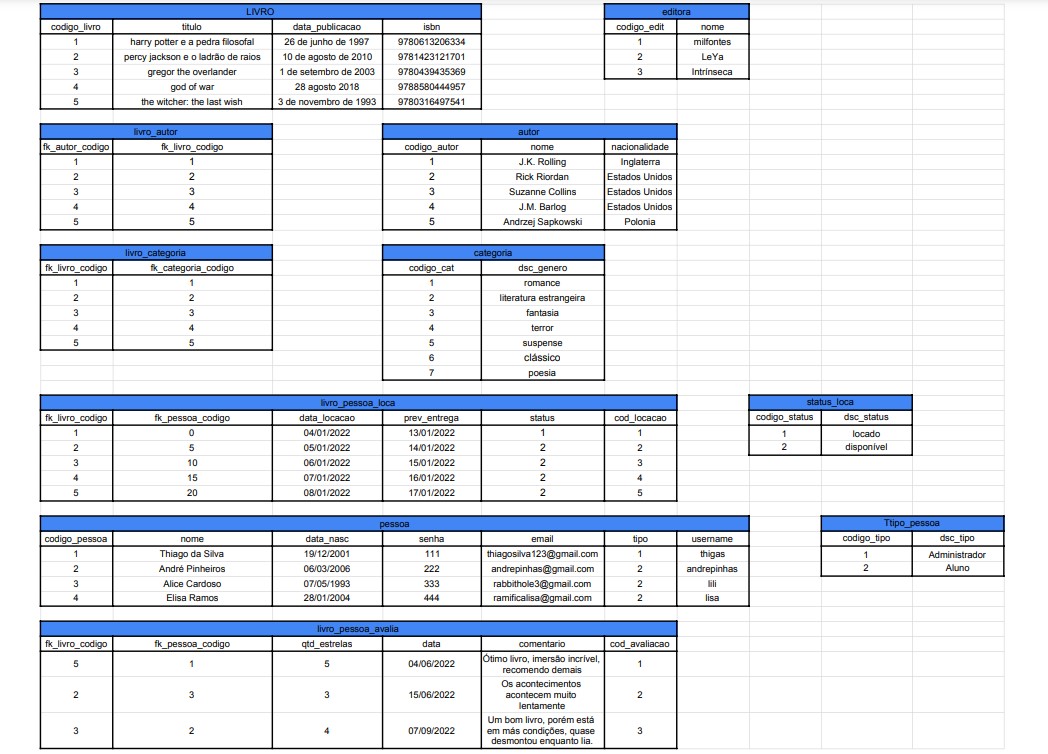 LIVRO
codigo_livro titulo data_publicacao isbn
1 harry potter e a pedra filosofal 26 de junho de 1997 9780613206334
2 percy jackson e o ladrão de raios 10 de agosto de 2010 9781423121701
3 gregor the overlander 1 de setembro de 2003 9780439435369
4 god of war 28 agosto 2018 9788580444957
5 the witcher: the last wish 3 de novembro de 1993 9780316497541
editora
codigo_edit nome
1 milfontes
2 LeYa
3 Intrínseca
livro_autor
fk_autor_codigo fk_livro_codigo
1 1
2 2
3 3
4 4
5 5
autor
codigo_autor nome nacionalidade
1 J.K. Rolling Inglaterra
2 Rick Riordan Estados Unidos
3 Suzanne Collins Estados Unidos
4 J.M. Barlog Estados Unidos
5 Andrzej Sapkowski Polonia
livro_categoria
fk_livro_codigo fk_categoria_codigo
1 1
2 2
3 3
4 4
5 5
categoria
codigo_cat dsc_genero
1 romance
2 literatura estrangeira
3 fantasia
4 terror
5 suspense
6 clássico
7 poesia
livro_pessoa_loca
fk_livro_codigo fk_pessoa_codigo data_locacao prev_entrega status cod_locacao
1 0 04/01/2022 13/01/2022 1 1
2 5 05/01/2022 14/01/2022 2 2
3 10 06/01/2022 15/01/2022 2 3
4 15 07/01/2022 16/01/2022 2 4
5 20 08/01/2022 17/01/2022 2 5
status_loca
codigo_status dsc_status
1 locado
2 disponível
pessoa
codigo_pessoa nome data_nasc senha email tipo username
1 Thiago da Silva 19/12/2001 111 thiagosilva123@gmail.com 1 thigas
2 André Pinheiros 06/03/2006 222 andrepinhas@gmail.com 2 andrepinhas
3 Alice Cardoso 07/05/1993 333 rabbithole3@gmail.com 2 lili
4 Elisa Ramos 28/01/2004 444 ramificalisa@gmail.com 2 lisa
Ttipo_pessoa
codigo_tipo dsc_tipo
1 Administrador
2 Aluno
livro_pessoa_avalia
fk_livro_codigo fk_pessoa_codigo qtd_estrelas data comentario cod_avaliacao
5 1 5 04/06/2022 Ótimo livro, imersão incrível,
recomendo demais 1
2 3 3 15/06/2022 Os acontecimentos
acontecem muito
lentamente 2
3 2 4 07/09/2022 Um bom livro, porém está
em más condições, quase
desmontou enquanto lia. 3